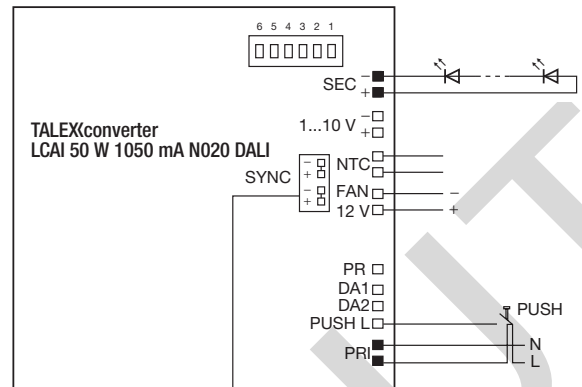 6 5 4 3 2 1
SEC - +
1...10 V - +
TALEXXconverter
LCAI 50 W 1050 mA N020 DALI
SYNC - + - +
NTC
FAN -
12 V +
PR
DA1
DA2
PUSH L
PUSH
PRI
N
L